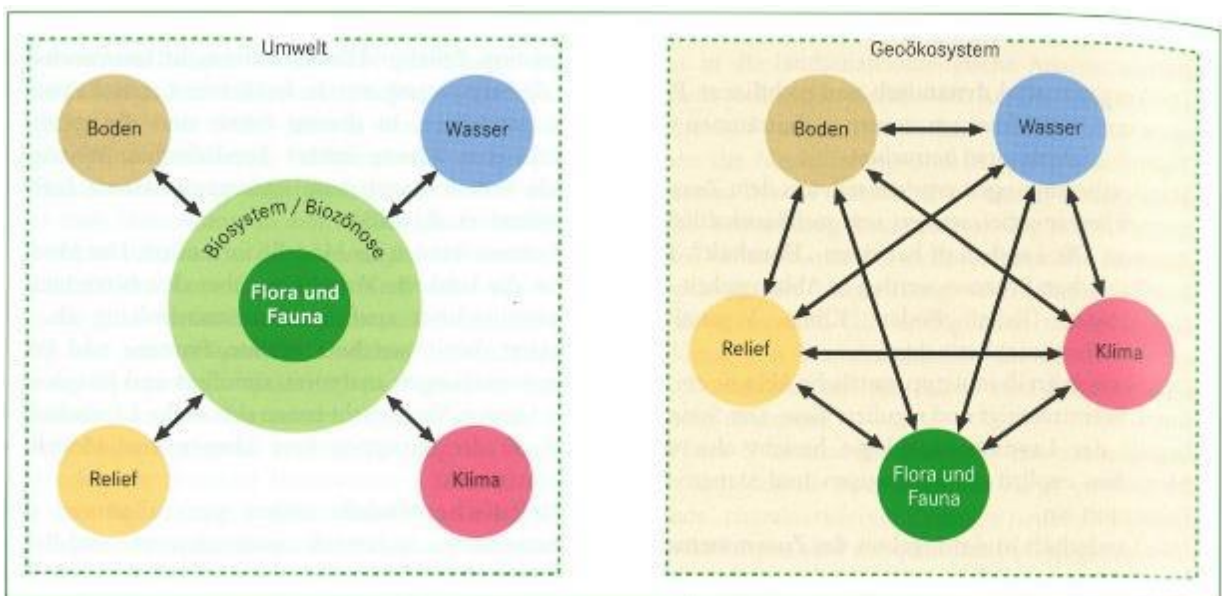 Umwelt
Boden
Wasser
Biosystem / Biozönose
Flora und
Fauna
Relief
Klima
Geoökosystem
Boden
Wasser
Relief
Klima
Flora und
Fauna